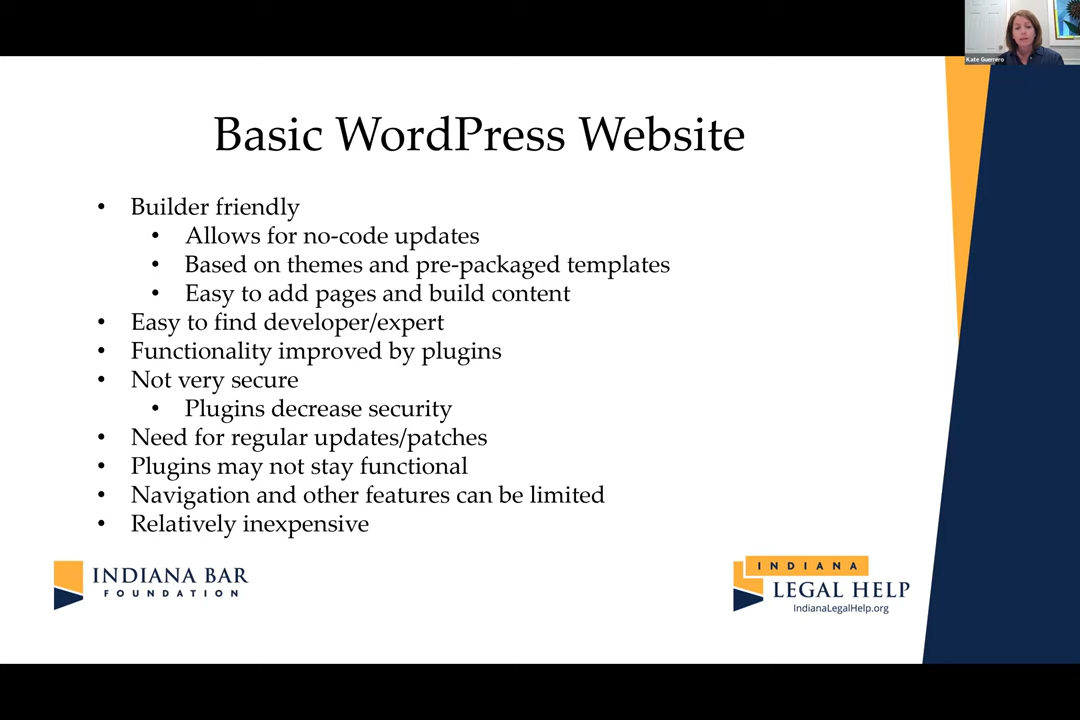 Kate Guerrero
Basic WordPress Website
• Builder friendly
• Allows for no-code updates
• Based on themes and pre-packaged templates
• Easy to add pages and build content
• Easy to find developer/expert
• Functionality improved by plugins
• Not very secure
• Plugins decrease security
• Need for regular updates/patches
• Plugins may not stay functional
• Navigation and other features can be limited
• Relatively inexpensive
INDIANA BAR
FOUNDATION
INDIANA
LEGAL HELP
IndianaLegalHelp.org